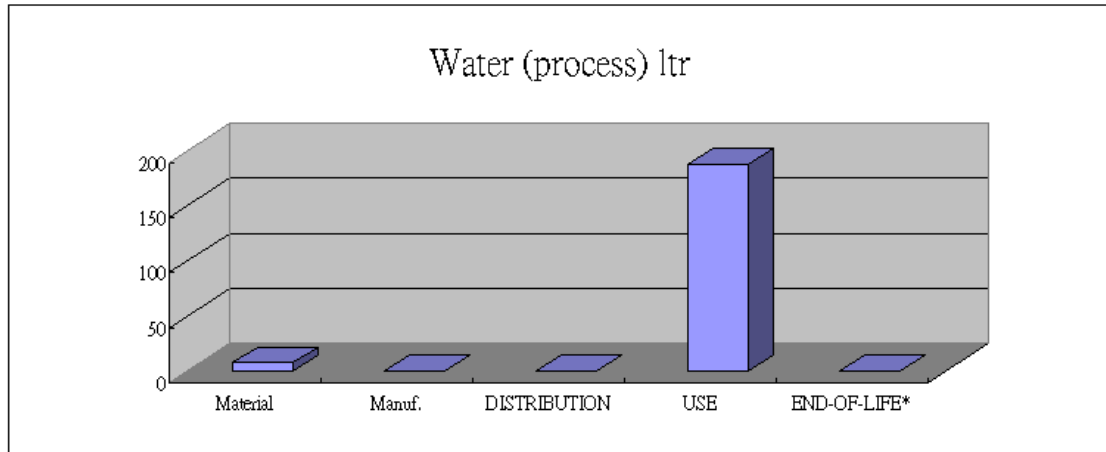 Water (process) ltr
200
150
100
50
0
Material Manuf. DISTRIBUTION USE END-OF-LIFE*